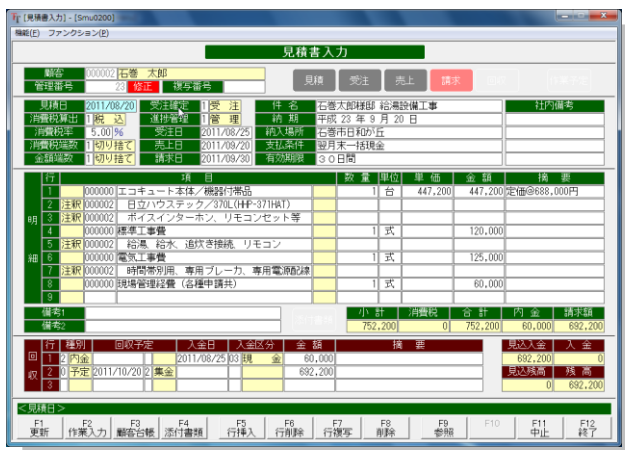 [見積書入力] - [Smu0200]
機能(F) ファンクション(P)
見積書入力
顧客 000002 石巻 太郎
管理番号 23 修正 複写番号
見積 受注 売上 請求
見積日 2011/08/20 受注確定 1 受 注 件 名 石巻太郎様邸 給湯設備工事 社内備考
消費税算出 1 税 込 進捗管理 1 管 理 納 期 平成 23 年 9 月 20 日
消費税率 5.00 % 受注日 2011/08/25 納入場所 石巻市日和が丘
消費税端数 1 切り捨て 売上日 2011/09/20 支払条件 翌月末一括現金
金額端数 1 切り捨て 請求日 2011/09/30 有効期限 30日間
明細
行 項 目 数 量 単位 単 価 金 額 摘 要
1 000000 エコキュート本体/機器付帯品 1 台 447,200 447,200 定価@688,000円
2 注釈 000002 日立ハウステック/370L(HHP-371HAT)
3 注釈 000002 ボイスインターホン、リモコンセット等
4 000000 標準工事費 1 式 120,000
5 注釈 000002 給湯、給水、追炊き接続、リモコン
6 000000 電気工事費 1 式 125,000
7 注釈 000002 時間帯別用、専用ブレーカ、専用電源配線
8 000000 現場管理経費(各種申請共) 1 式 60,000
9
備考1 小 計 消費税 合 計 内 金 請求額
備考2 752,200 0 752,200 60,000 692,200
回収
行 種別 回収予定 入金日 入金区分 金 額 摘 要 見込入金 入 金
1 2 内金 2011/08/25 03 現 金 60,000 692,200 0
2 0 予定 2011/10/20 2 集金 692,200 見込残高 残 高
3 0 0 692,200
<見積日>
F1 更新 F2 作業入力 F3 顧客台帳 F4 添付書類 F5 行挿入 F6 行削除 F7 行複写 F8 削除 F9 参照 F10 F11 中止 F12 終了